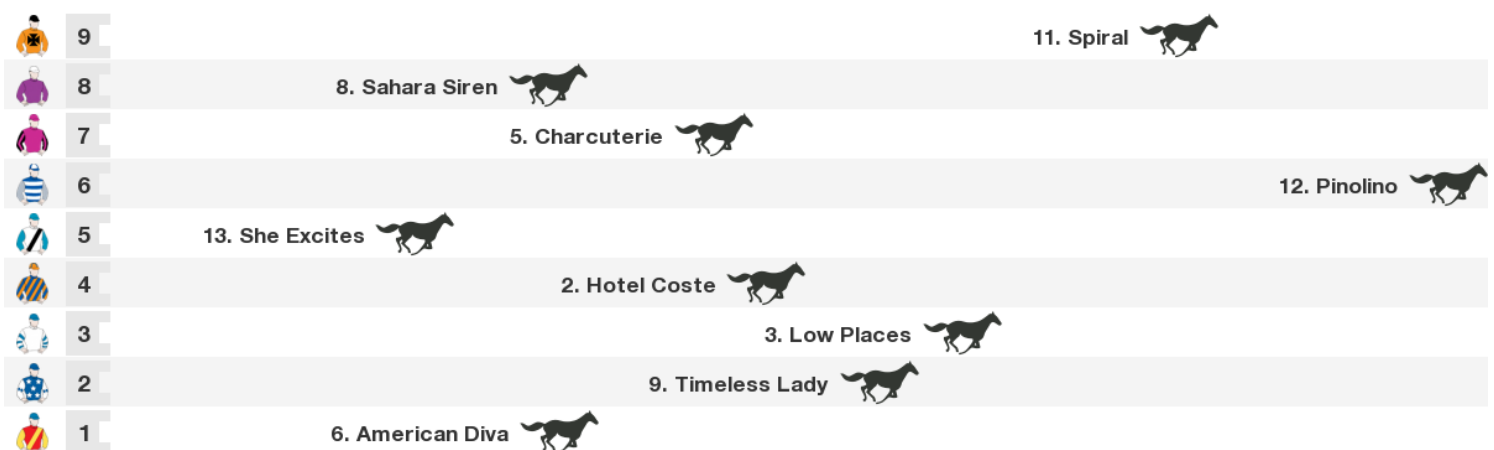 9 11. Spiral
8 8. Sahara Siren
7 5. Charcuterie
6 12. Pinolino
5 13. She Excites
4 2. Hotel Coste
3 3. Low Places
2 9. Timeless Lady
1 6. American Diva